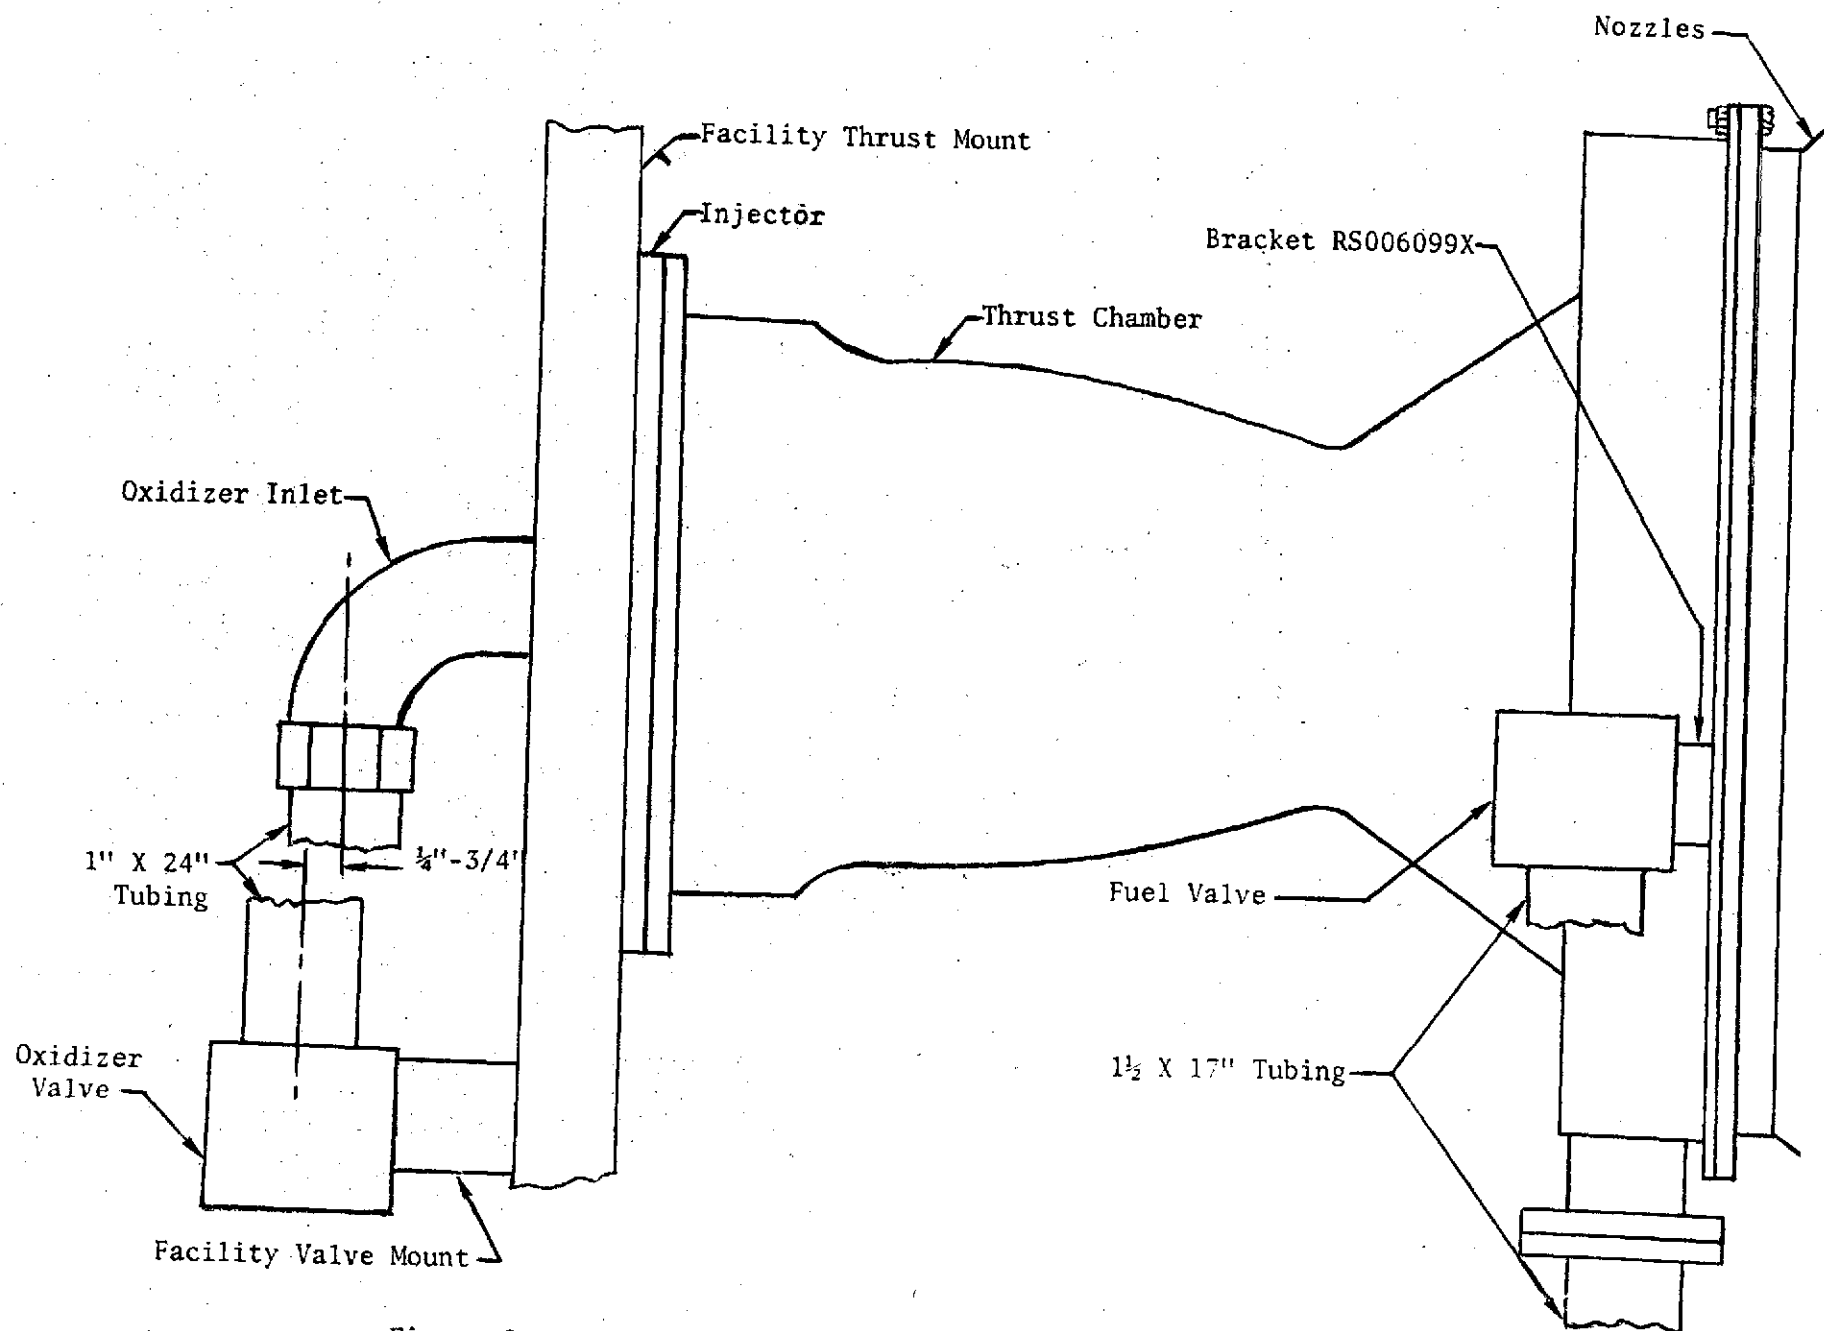 Nozzles
Facility Thrust Mount
Injector
Bracket RS006099X
Thrust Chamber
Oxidizer Inlet
1" X 24"
Tubing
¼"-3/4"
Fuel Valve
Oxidizer
Valve
1½ X 17" Tubing
Facility Valve Mount